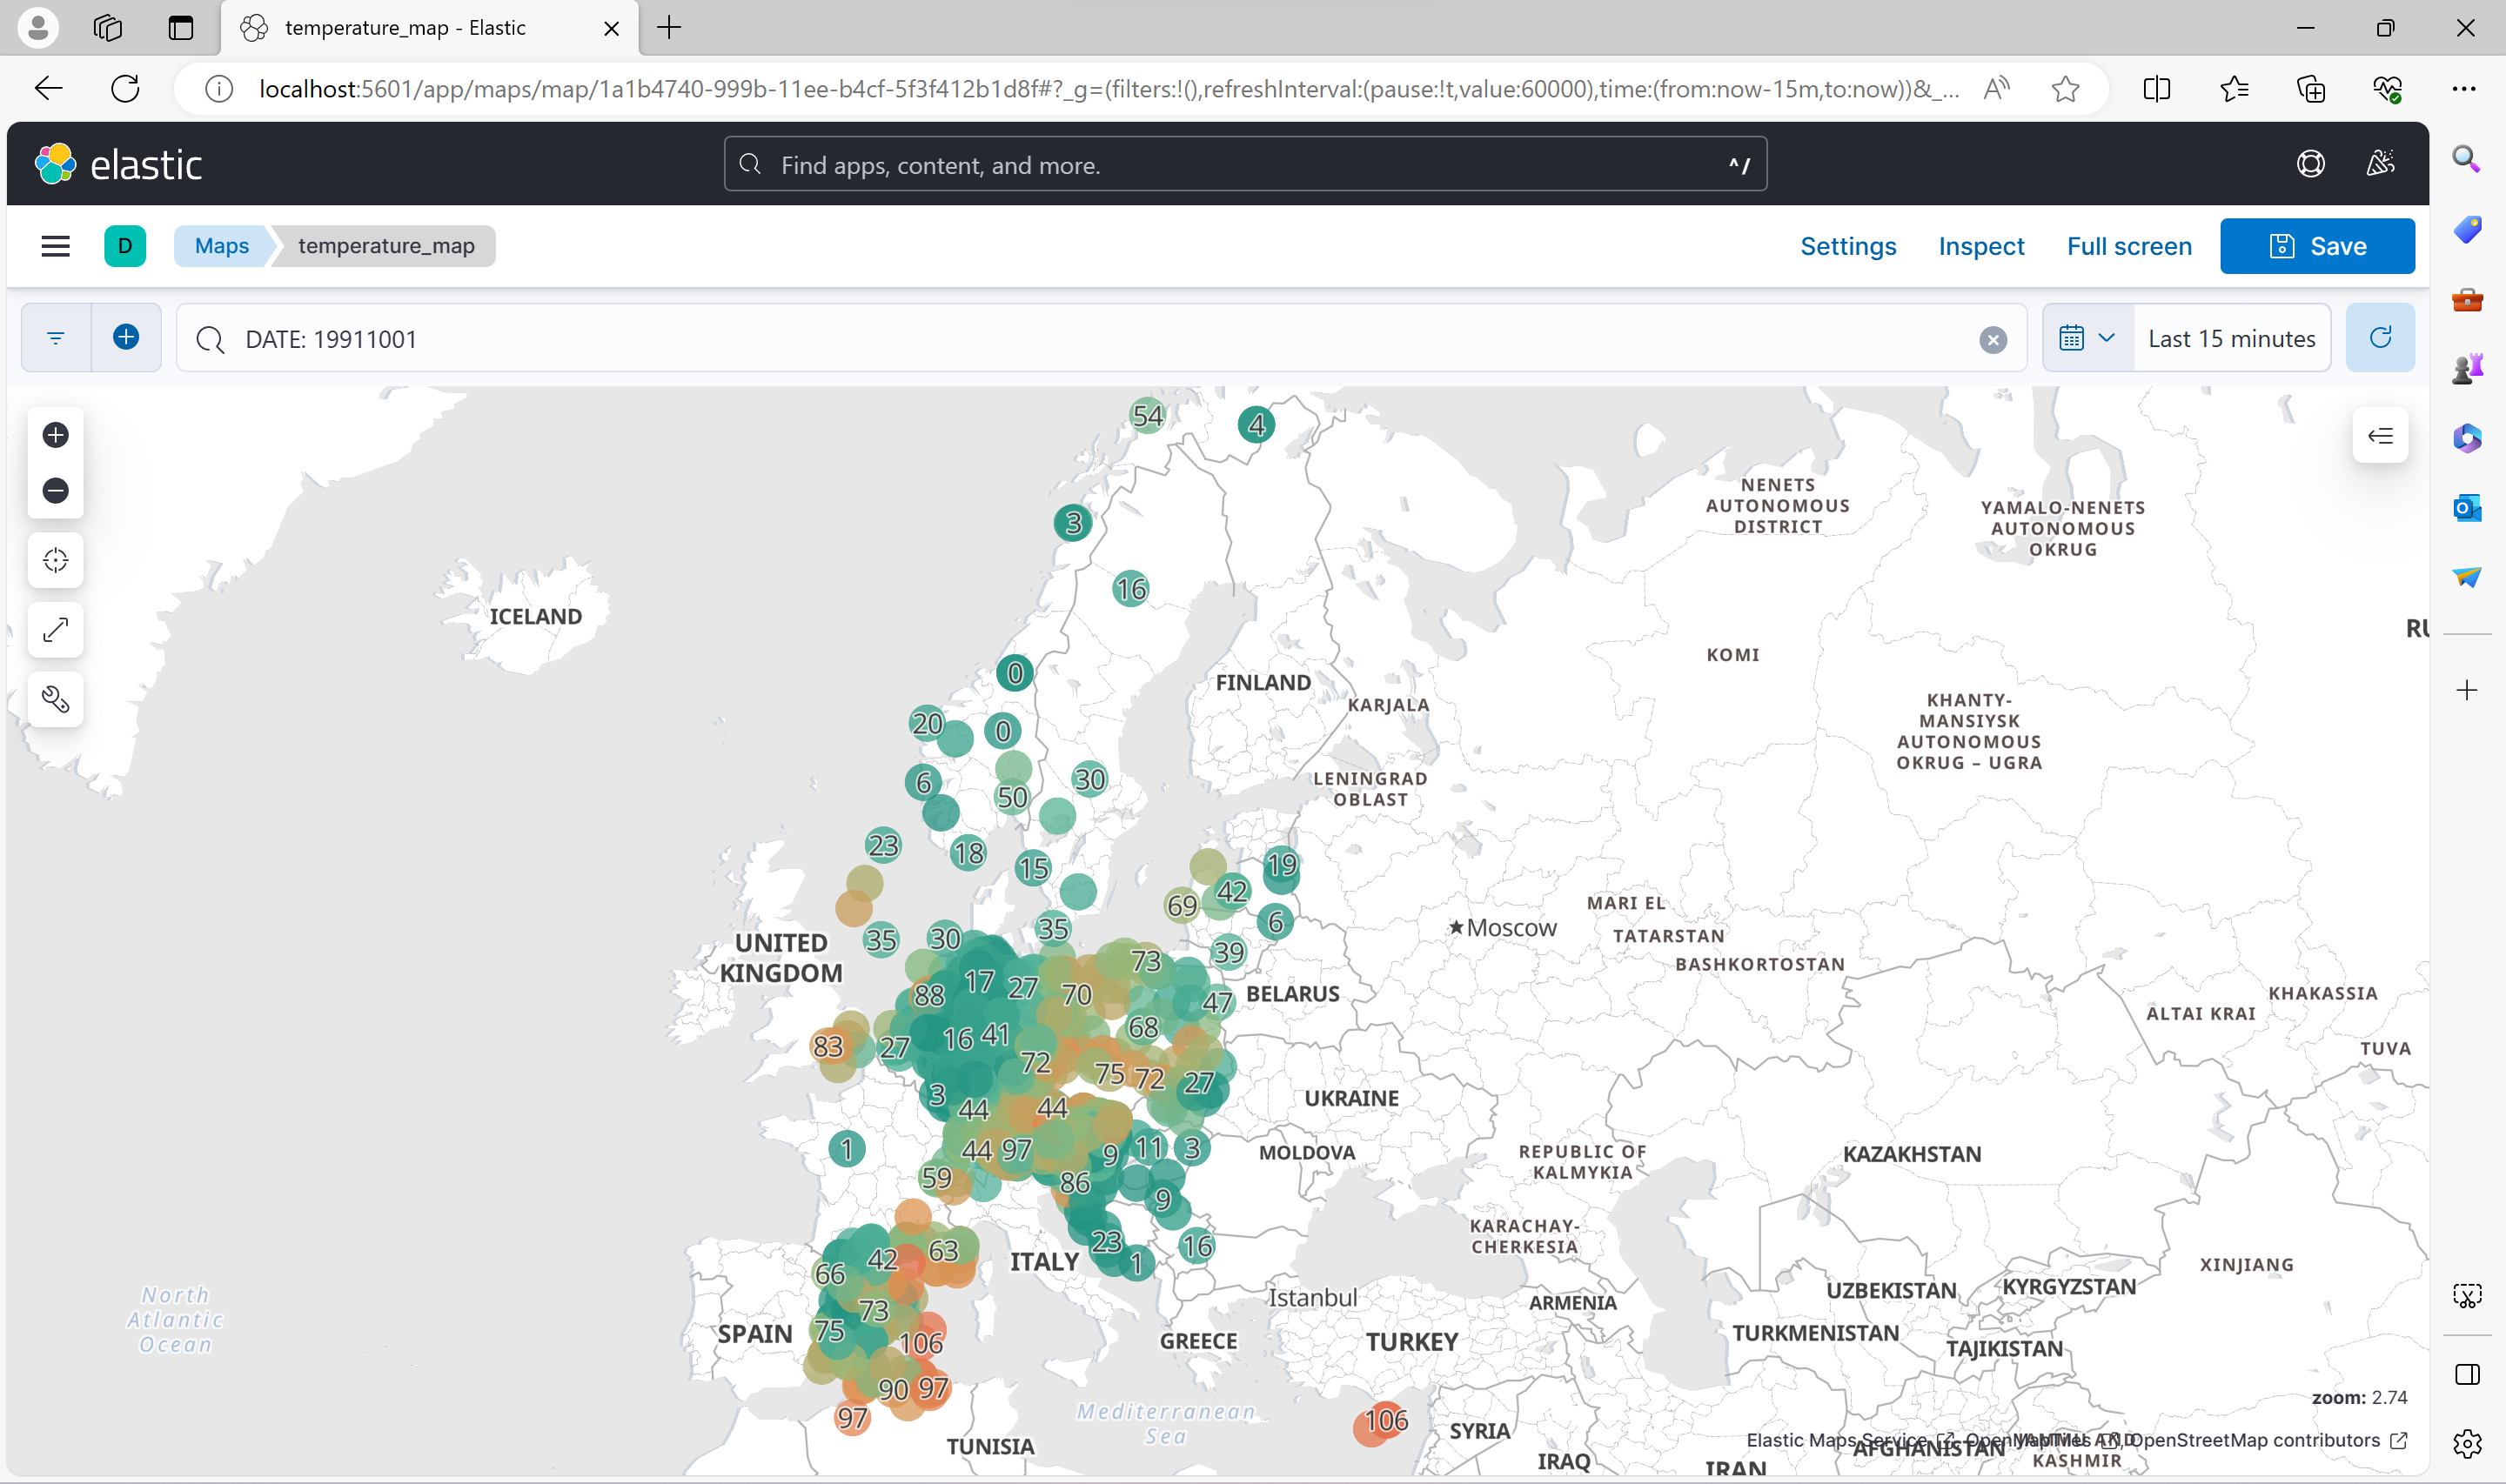 temperature_map - Elastic
localhost:5601/app/maps/map/1a1b4740-999b-11ee-b4cf-5f3f412b1d8f#?_g=(filters:!(),refreshInterval:(pause:!t,value:60000),time:(from:now-15m,to:now))&_...
elastic
Find apps, content, and more.
^/
D
Maps
temperature_map
Settings
Inspect
Full screen
Save
DATE: 19911001
Last 15 minutes
54
4
NENETS
AUTONOMOUS
DISTRICT
YAMALO-NENETS
AUTONOMOUS
OKRUG
3
16
ICELAND
RU
KOMI
0
FINLAND
KARJALA
KHANTY-
MANSIYSK
AUTONOMOUS
OKRUG – UGRA
20
0
6
50
30
LENINGRAD
OBLAST
23
18
15
19
42
69
6
MARI EL
Moscow
TATARSTAN
BASHKORTOSTAN
35
30
35
39
UNITED
KINGDOM
73
17
27
88
70
47
BELARUS
KHAKASSIA
ALTAI KRAI
TUVA
68
83
27
16
41
72
75
72
27
3
44
44
UKRAINE
1
44
97
9
11
3
MOLDOVA
REPUBLIC OF
KALMYKIA
KAZAKHSTAN
59
86
9
KARACHAY-
CHERKESIA
42
63
ITALY
23
1
16
XINJIANG
66
North
Atlantic
Ocean
73
Istanbul
ARMENIA
UZBEKISTAN
KYRGYZSTAN
SPAIN
75
106
GREECE
TURKEY
TURKMENISTAN
TAJIKISTAN
90
97
97
Mediterranean
Sea
106
SYRIA
TUNISIA
IRAQ
IRAN
zoom: 2.74
Elastic Maps Service
OpenMapTiles
, OpenStreetMap contributors
AFGHANISTAN
JAMMU AND
KASHMIR